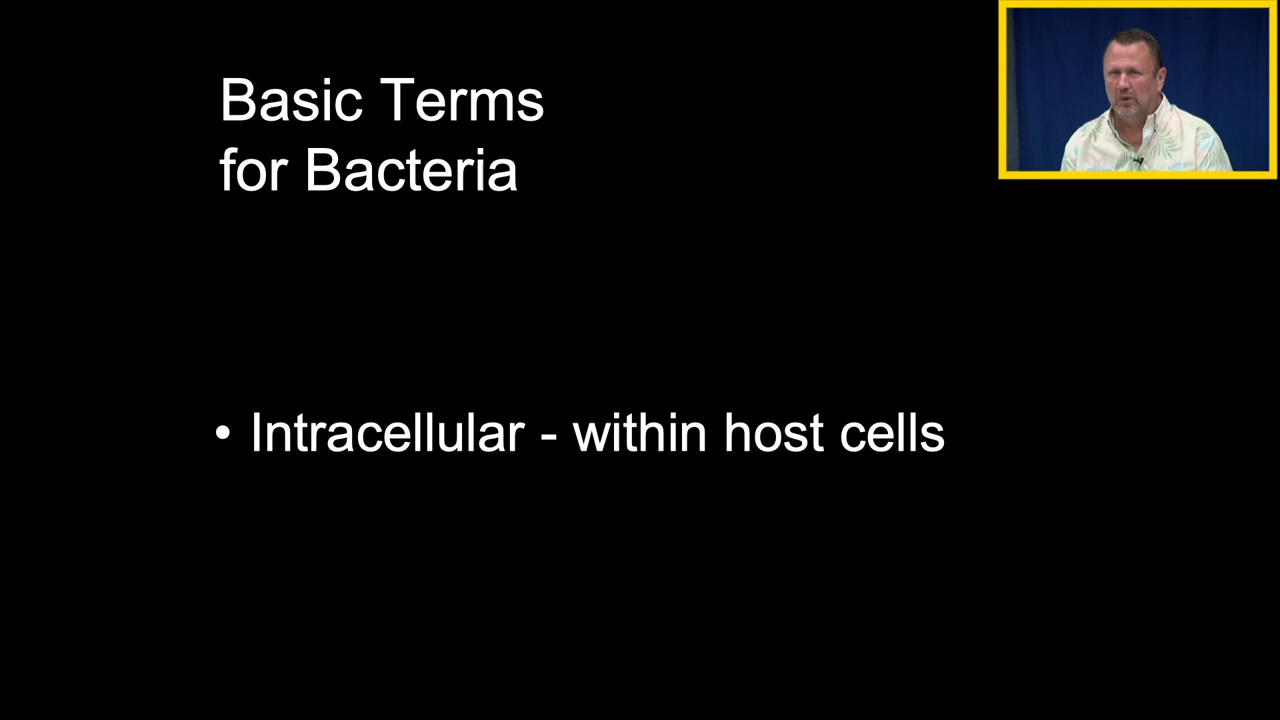 Basic Terms
for Bacteria
• Intracellular - within host cells